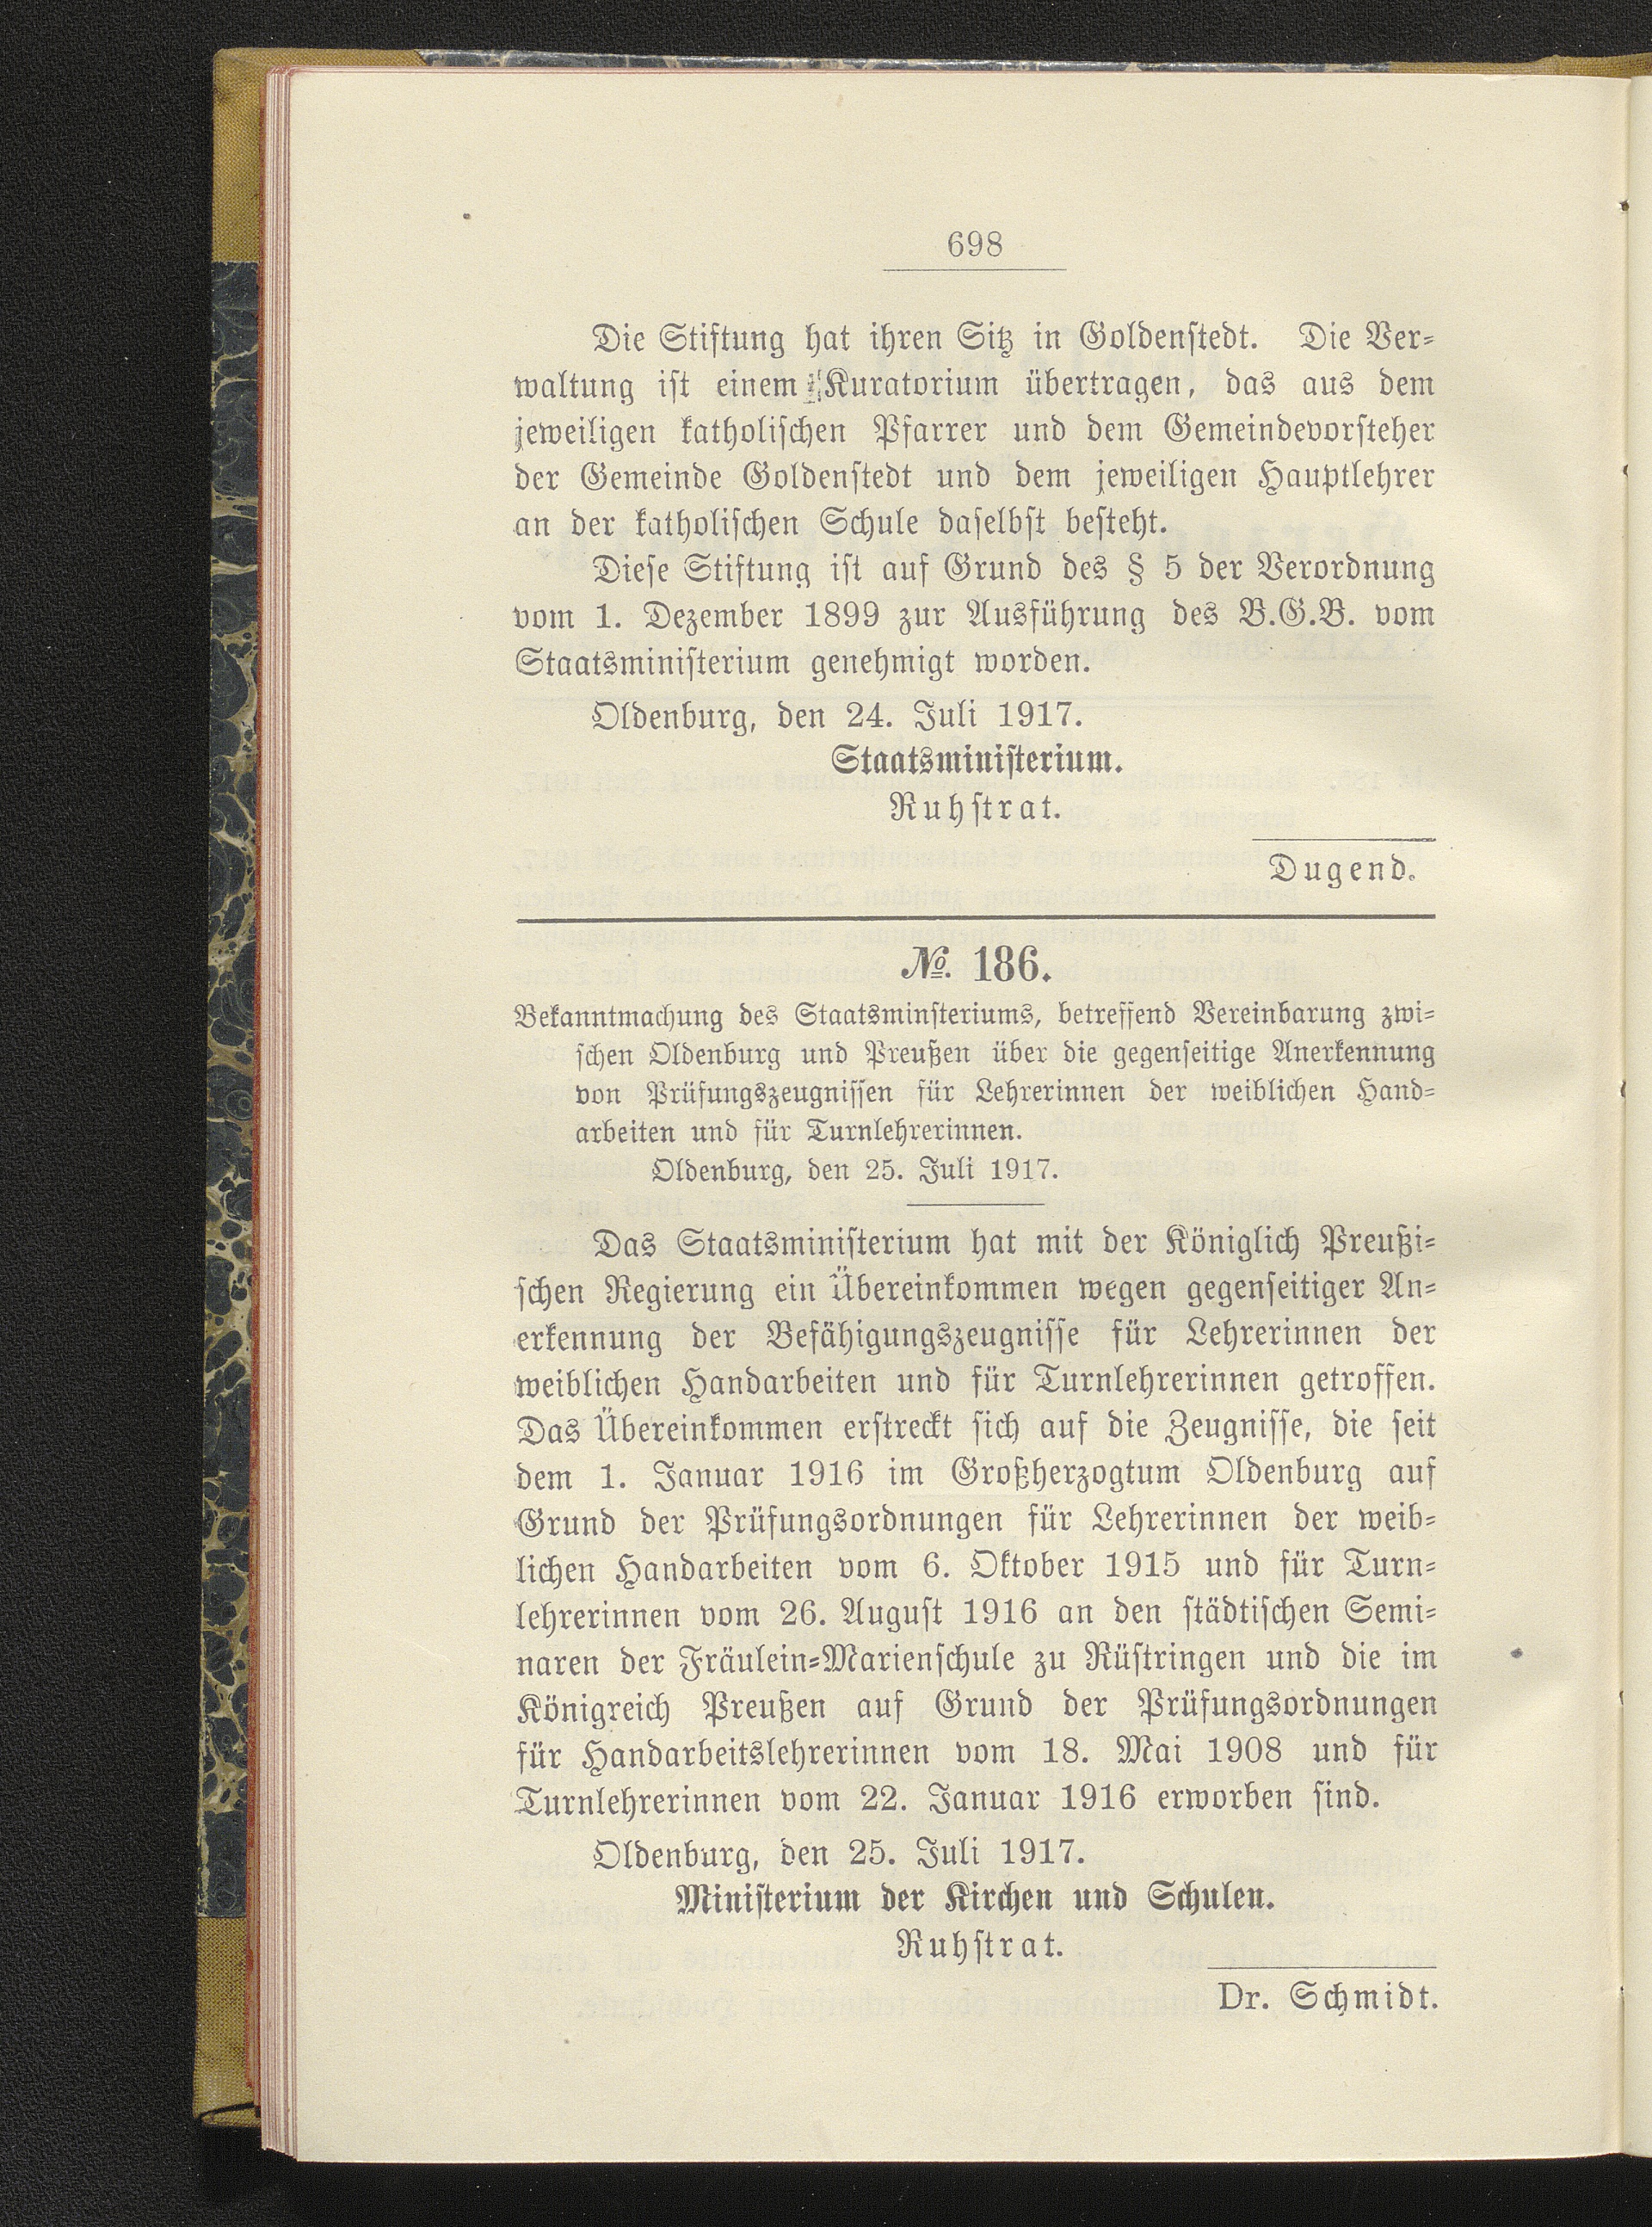 698
Die Stiftung hat ihren Sitz in Goldenstedt. Die Ver-
waltung ist einem Kuratorium übertragen, das aus dem
jeweiligen katholischen Pfarrer und dem Gemeindevorsteher
der Gemeinde Goldenstedt und dem jeweiligen Hauptlehrer
an der katholischen Schule daselbst besteht.
Diese Stiftung ist auf Grund des § 5 der Verordnung
vom 1. Dezember 1899 zur Ausführung des B.G.B. vom
Staatsministerium genehmigt worden.
Oldenburg, den 24. Juli 1917.
Staatsministerium.
Ruhstrat.
Dugend.
№. 186.
Bekanntmachung des Staatsminsteriums, betreffend Vereinbarung zwi-
schen Oldenburg und Preußen über die gegenseitige Anerkennung
von Prüfungszeugnissen für Lehrerinnen der weiblichen Hand-
arbeiten und für Turnlehrerinnen.
Oldenburg, den 25. Juli 1917.
Das Staatsministerium hat mit der Königlich Preußi-
schen Regierung ein Übereinkommen wegen gegenseitiger An-
erkennung der Befähigungszeugnisse für Lehrerinnen der
weiblichen Handarbeiten und für Turnlehrerinnen getroffen.
Das Übereinkommen erstreckt sich auf die Zeugnisse, die seit
dem 1. Januar 1916 im Großherzogtum Oldenburg auf
Grund der Prüfungsordnungen für Lehrerinnen der weib-
lichen Handarbeiten vom 6. Oktober 1915 und für Turn-
lehrerinnen vom 26. August 1916 an den städtischen Semi-
naren der Fräulein-Marienschule zu Rüstringen und die im
Königreich Preußen auf Grund der Prüfungsordnungen
für Handarbeitslehrerinnen vom 18. Mai 1908 und für
Turnlehrerinnen vom 22. Januar 1916 erworben sind.
Oldenburg, den 25. Juli 1917.
Ministerium der Kirchen und Schulen.
Ruhstrat.
Dr. Schmidt.